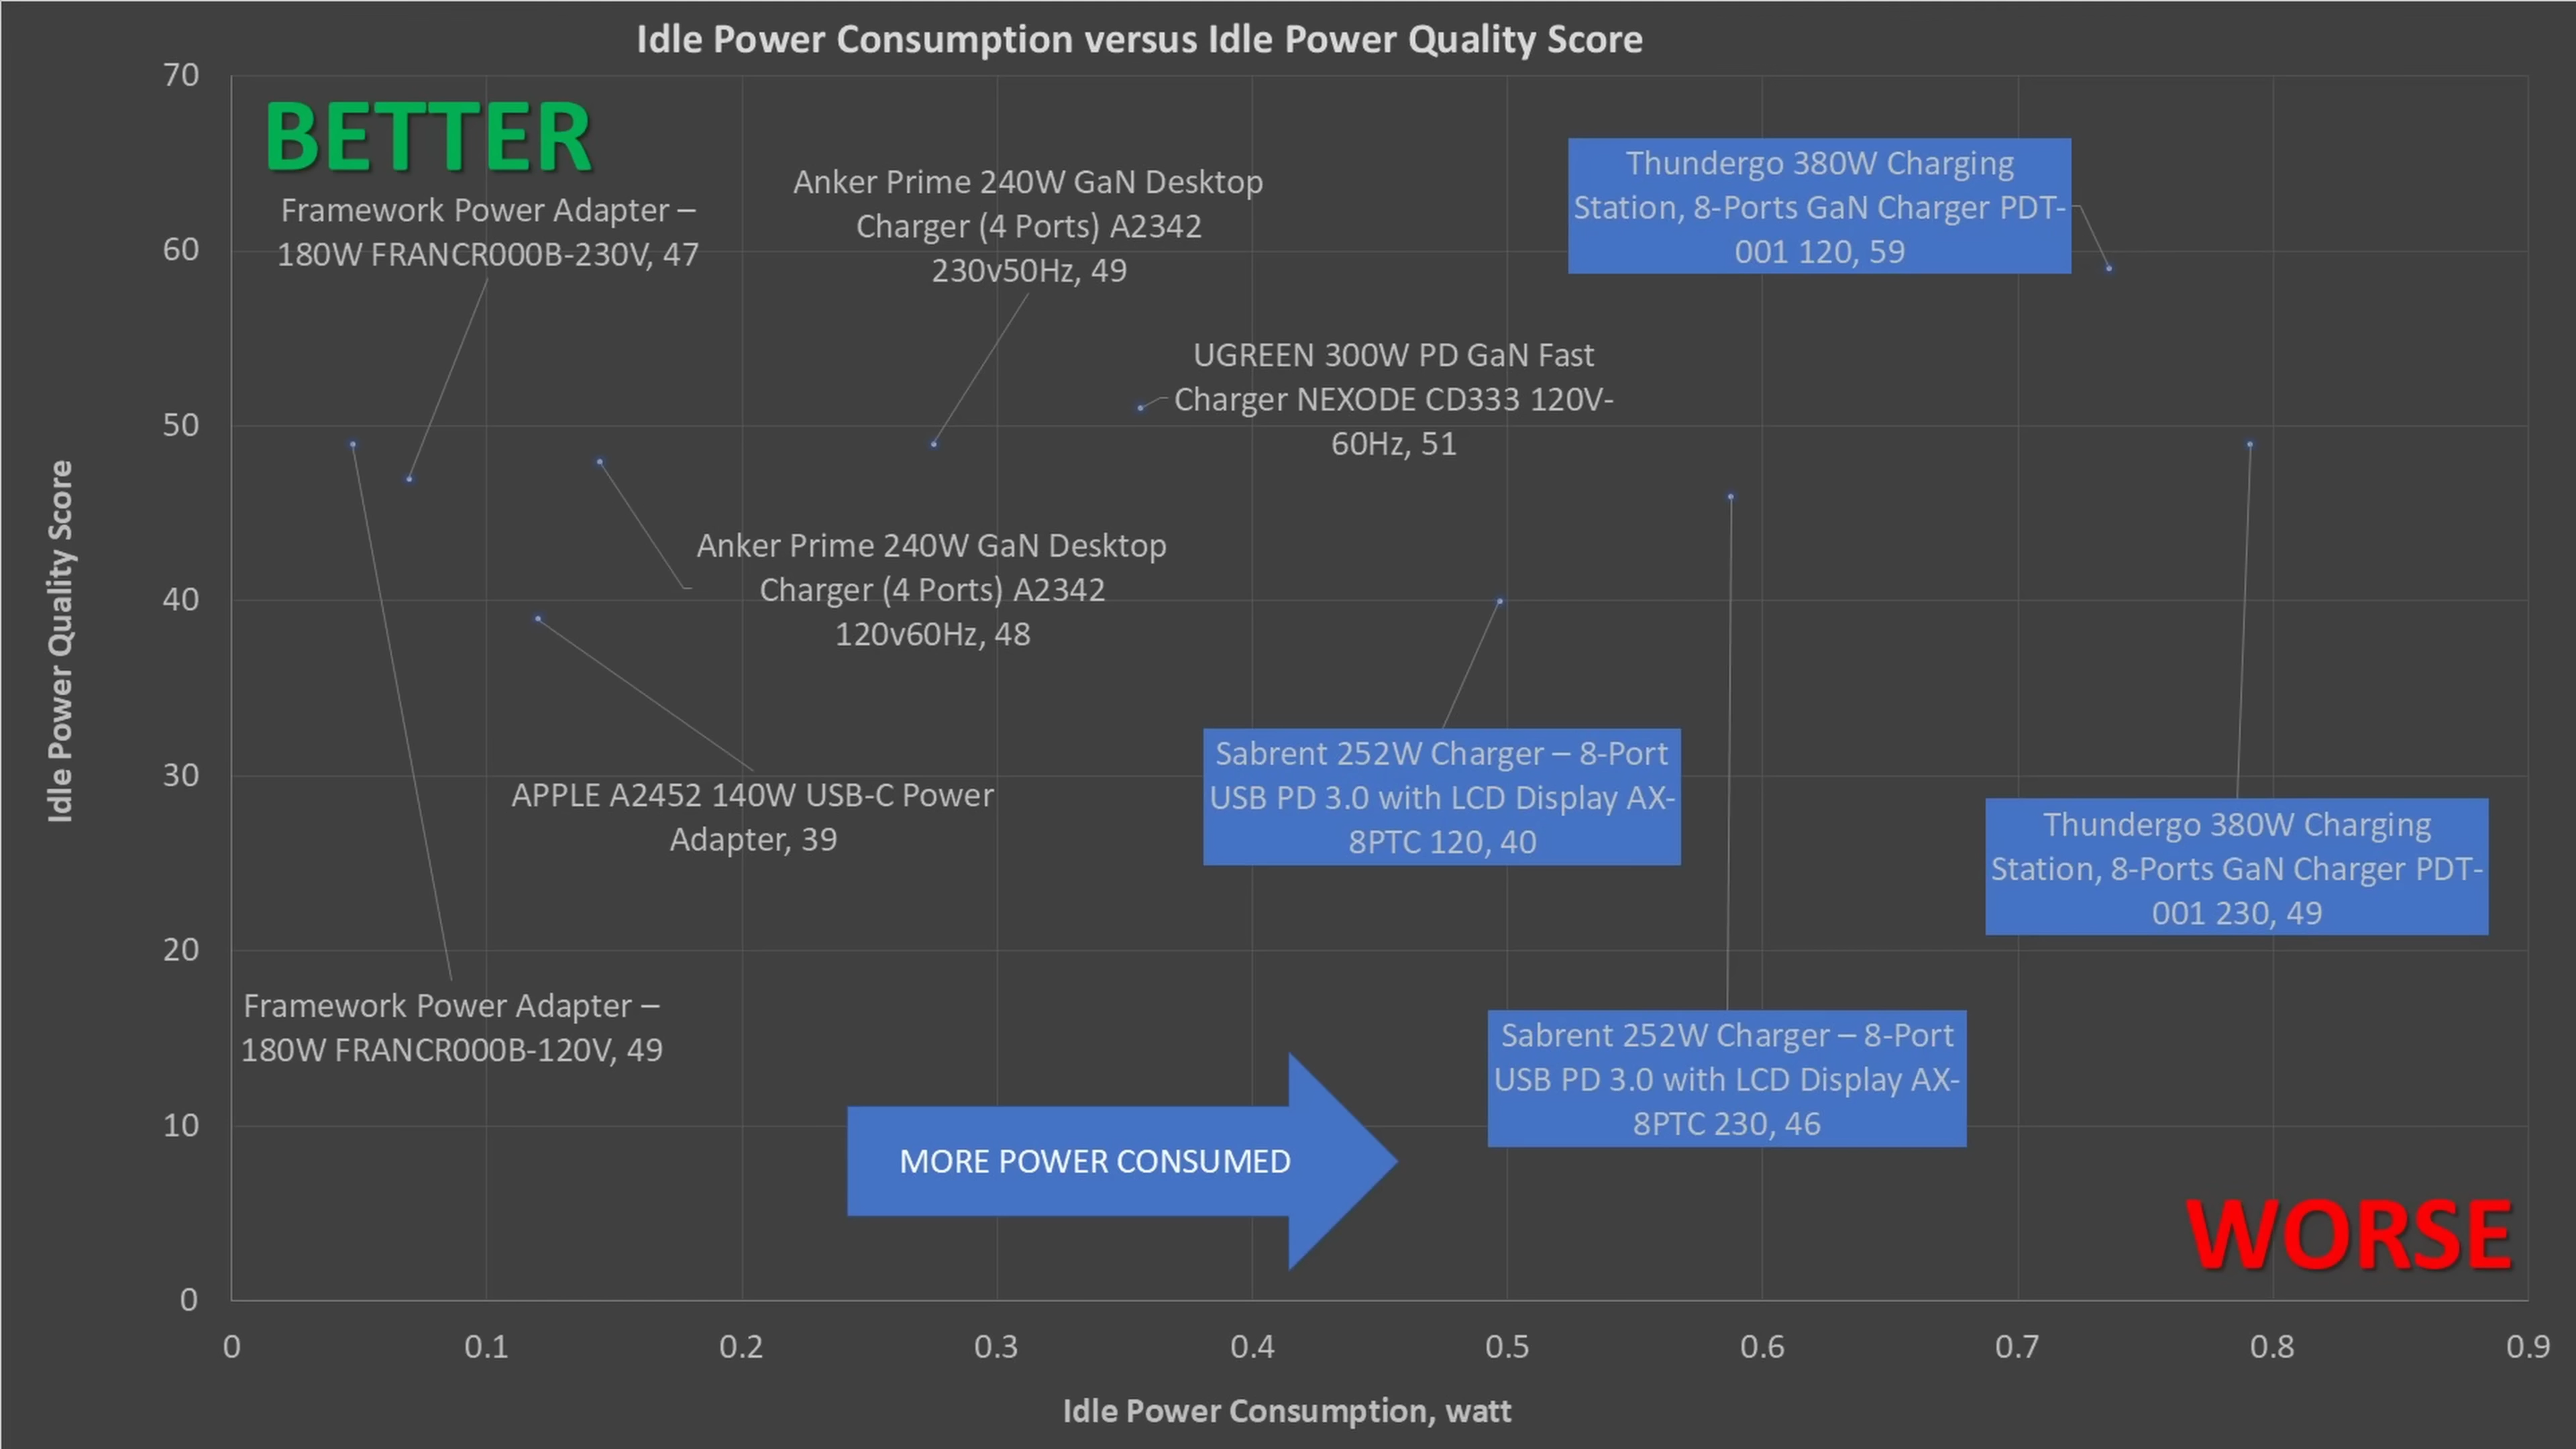 Idle Power Consumption versus Idle Power Quality Score
BETTER
Framework Power Adapter –
180W FRANCR000B-230V, 47
Anker Prime 240W GaN Desktop
Charger (4 Ports) A2342
230v50Hz, 49
Thundergo 380W Charging
Station, 8-Ports GaN Charger PDT-
001 120, 59
UGREEN 300W PD GaN Fast
Charger NEXODE CD333 120V-
60Hz, 51
Anker Prime 240W GaN Desktop
Charger (4 Ports) A2342
120v60Hz, 48
APPLE A2452 140W USB-C Power
Adapter, 39
Sabrent 252W Charger – 8-Port
USB PD 3.0 with LCD Display AX-
8PTC 120, 40
Thundergo 380W Charging
Station, 8-Ports GaN Charger PDT-
001 230, 49
Framework Power Adapter –
180W FRANCR000B-120V, 49
Sabrent 252W Charger – 8-Port
USB PD 3.0 with LCD Display AX-
8PTC 230, 46
MORE POWER CONSUMED
WORSE
Idle Power Quality Score
70
60
50
40
30
20
10
0
0 0.1 0.2 0.3 0.4 0.5 0.6 0.7 0.8 0.9
Idle Power Consumption, watt